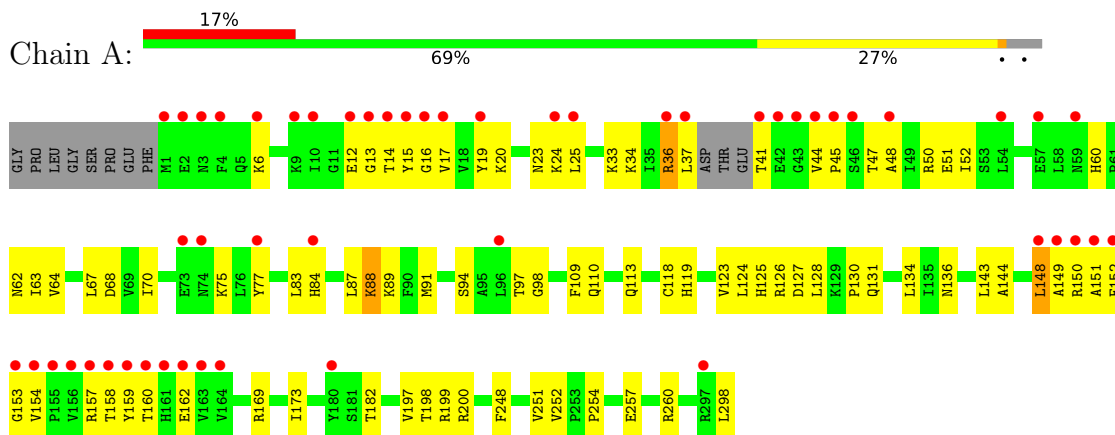 Chain A:
17%
69% 27% • •
GLY PRO LEU GLY SER PRO GLU PHE M1 E2 N3 F4 Q5 K6 K9 I10 G11 E12 G13 T14 Y15 G16 V17 V18 Y19 K20 N23 K24 L25 K33 K34 I35 R36 L37 ASP THR GLU T41 E42 G43 V44 P45 S46 T47 A48 I49 R50 E51 I52 S53 L54 E57 L58 N59 H60 P61
N62 I63 V64 L67 D68 V69 I70 E73 N74 K75 L76 Y77 L83 H84 L87 K88 K89 F90 M91 S94 A95 L96 T97 G98 F109 Q110 Q113 C118 H119 V123 L124 H125 R126 D127 L128 K129 P130 Q131 L134 I135 N136 L143 A144 L148 A149 R150 A151 F152
G153 V154 P155 V156 R157 T158 Y159 T160 H161 E162 V163 V164 R169 I173 Y180 S181 T182 V197 T198 R199 R200 F248 V251 V252 P253 P254 E257 R260 R297 L298